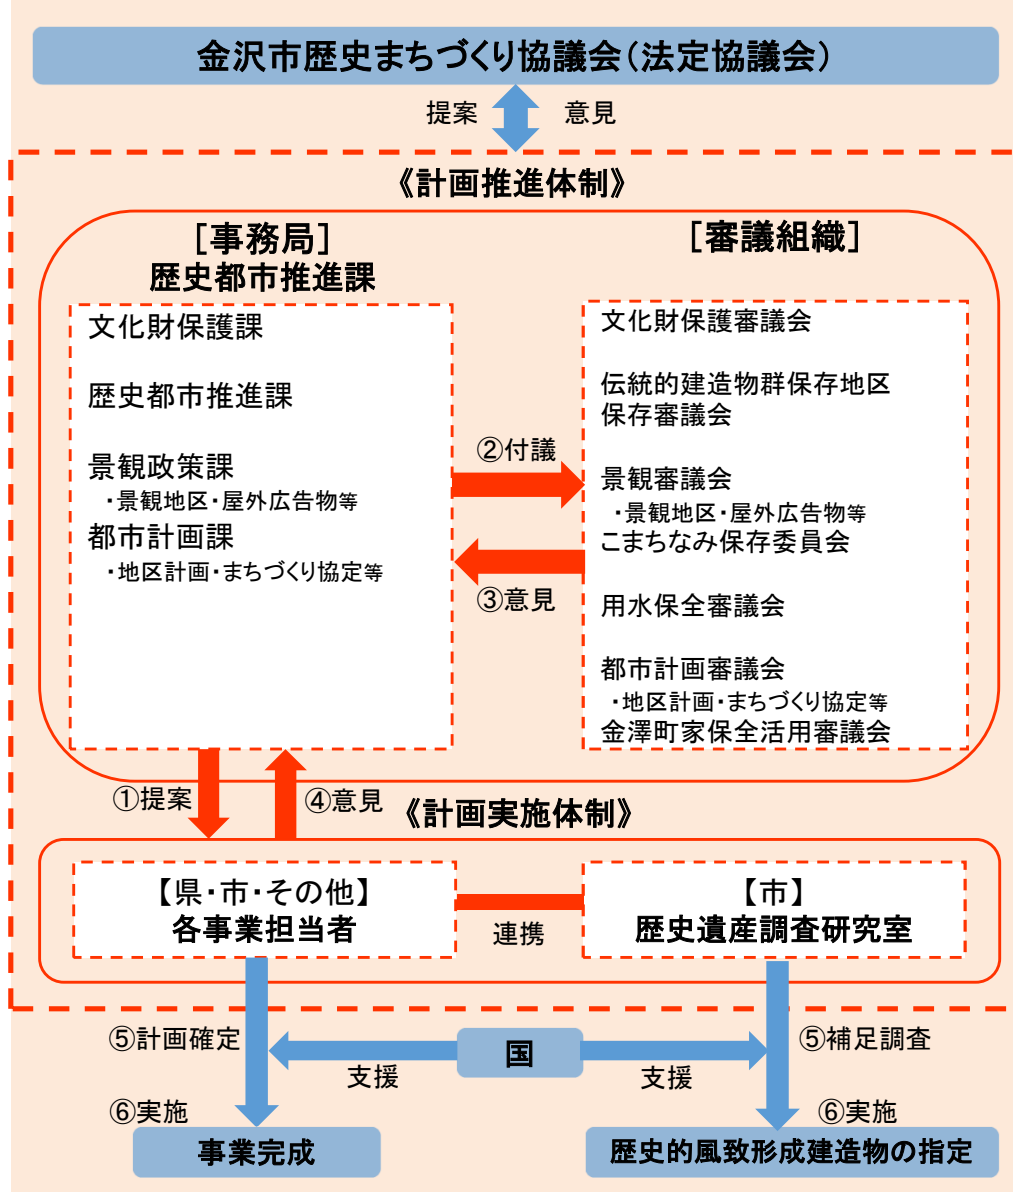 金沢市歴史まちづくり協議会（法定協議会）
提案
意見
《計画推進体制》
［事務局］
歴史都市推進課
文化財保護課
歴史都市推進課
景観政策課
・景観地区・屋外広告物等
都市計画課
・地区計画・まちづくり協定等
②付議
③意見
［審議組織］
文化財保護審議会
伝統的建造物群保存地区
保存審議会
景観審議会
・景観地区・屋外広告物等
こまちなみ保存委員会
用水保全審議会
都市計画審議会
・地区計画・まちづくり協定等
金澤町家保全活用審議会
①提案
④意見
《計画実施体制》
【県・市・その他】
各事業担当者
連携
【市】
歴史遺産調査研究室
⑤計画確定
支援
国
支援
⑤補足調査
⑥実施
⑥実施
事業完成
歴史的風致形成建造物の指定